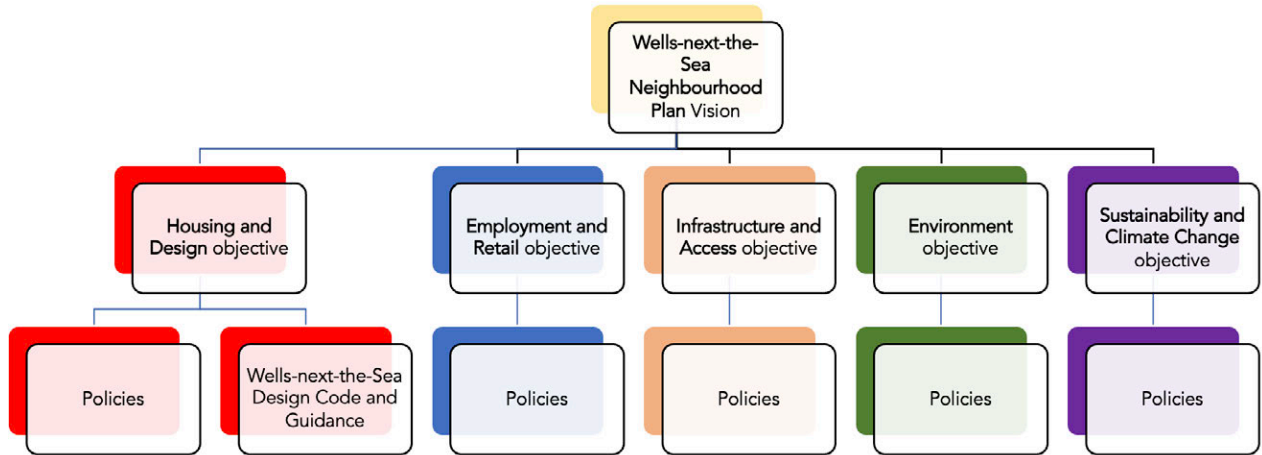 Wells-next-the-
Sea
Neighbourhood
Plan Vision
Housing and
Design objective
Employment and
Retail objective
Infrastructure and
Access objective
Environment
objective
Sustainability and
Climate Change
objective
Policies
Wells-next-the-Sea
Design Code and
Guidance
Policies
Policies
Policies
Policies